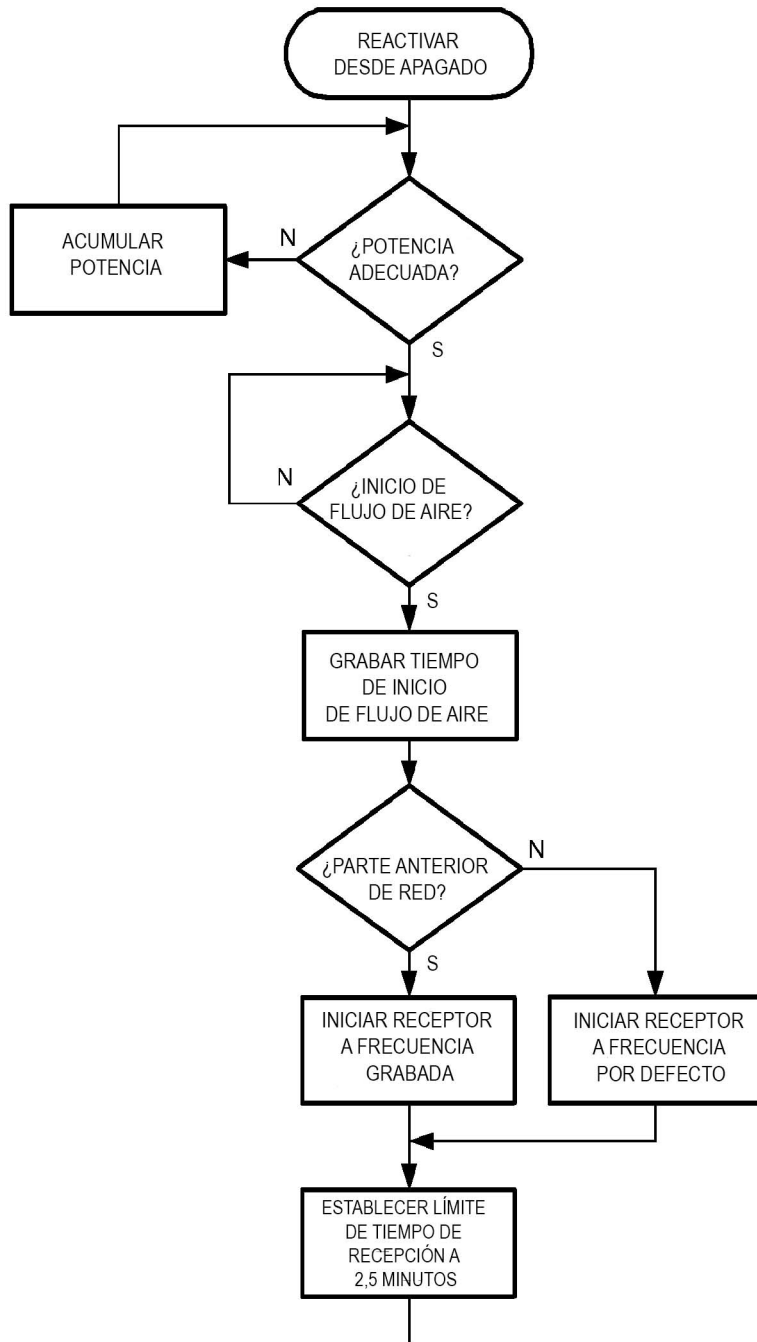 REACTIVAR
DESDE APAGADO
ACUMULAR
POTENCIA
N
¿POTENCIA
ADECUADA?
S
N
¿INICIO DE
FLUJO DE AIRE?
S
GRABAR TIEMPO
DE INICIO
DE FLUJO DE AIRE
¿PARTE ANTERIOR
DE RED?
N
S
INICIAR RECEPTOR
A FRECUENCIA
GRABADA
INICIAR RECEPTOR
A FRECUENCIA
POR DEFECTO
ESTABLECER LÍMITE
DE TIEMPO DE
RECEPCIÓN A
2,5 MINUTOS